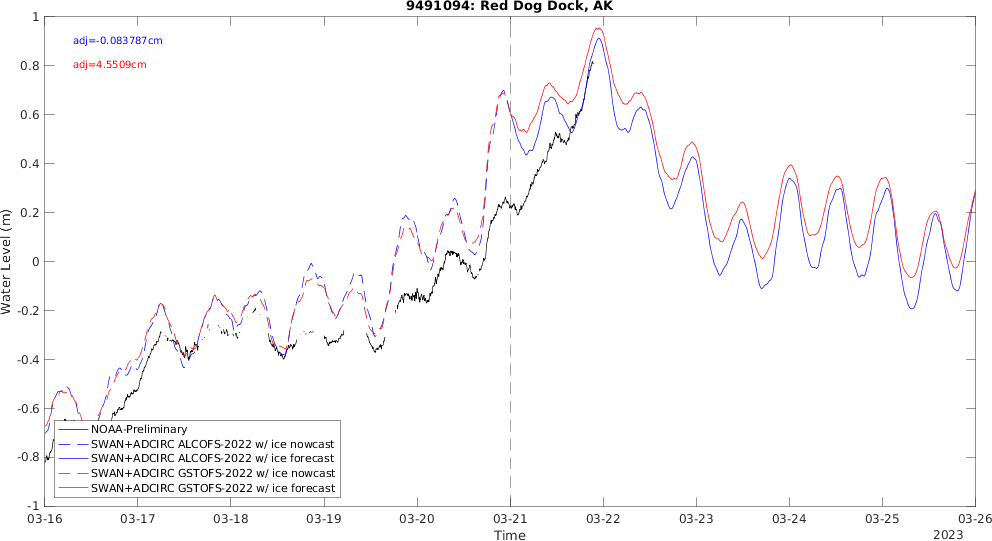 9491094: Red Dog Dock, AK
adj=-0.083787cm
adj=4.5509cm
1
0.8
0.6
0.4
0.2
0
-0.2
-0.4
-0.6
-0.8
-1
Water Level (m)
NOAA-Preliminary
SWAN+ADCIRC ALCOFS-2022 w/ ice nowcast
SWAN+ADCIRC ALCOFS-2022 w/ ice forecast
SWAN+ADCIRC GSTOFS-2022 w/ ice nowcast
SWAN+ADCIRC GSTOFS-2022 w/ ice forecast
03-16 03-17 03-18 03-19 03-20 03-21 03-22 03-23 03-24 03-25 03-26
Time
2023